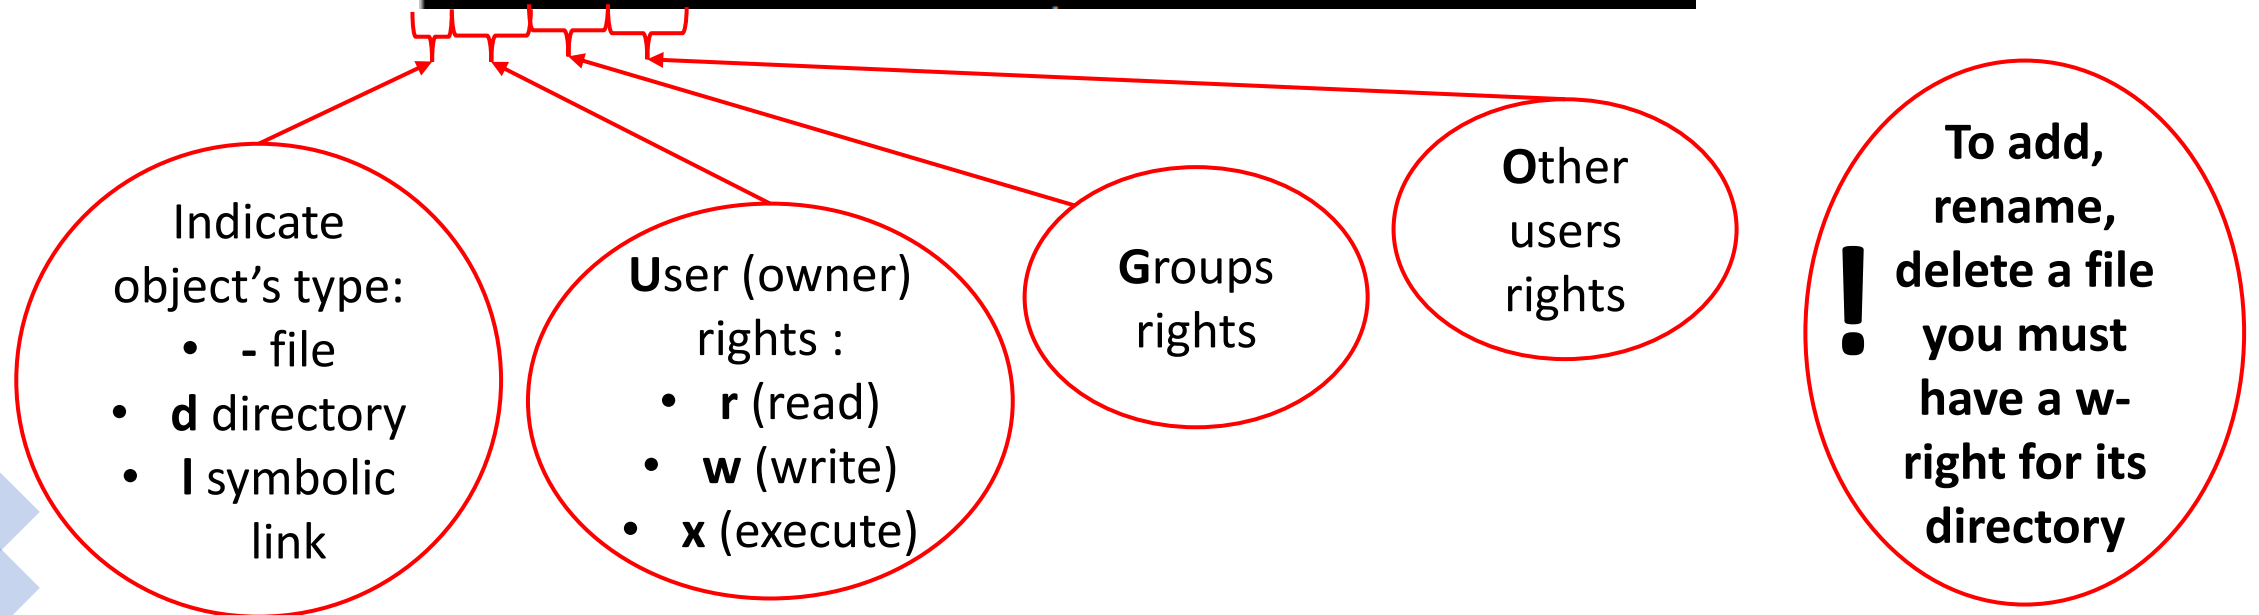 Indicate
object’s type:
• - file
• d directory
• l symbolic
link
User (owner)
rights :
• r (read)
• w (write)
• x (execute)
Groups
rights
Other
users
rights
!
To add,
rename,
delete a file
you must
have a w-
right for its
directory